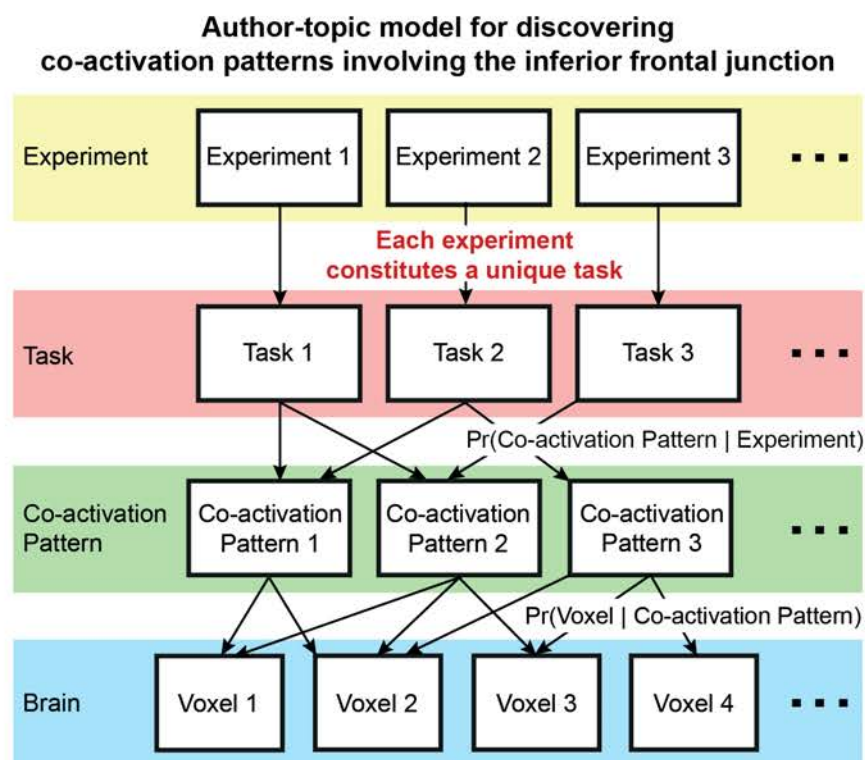 Author-topic model for discovering
co-activation patterns involving the inferior frontal junction
Experiment
Experiment 1
Experiment 2
Experiment 3
Each experiment
constitutes a unique task
Task
Task 1
Task 2
Task 3
Pr(Co-activation Pattern | Experiment)
Co-activation
Pattern
Co-activation
Pattern 1
Co-activation
Pattern 2
Co-activation
Pattern 3
Pr(Voxel | Co-activation Pattern)
Brain
Voxel 1
Voxel 2
Voxel 3
Voxel 4